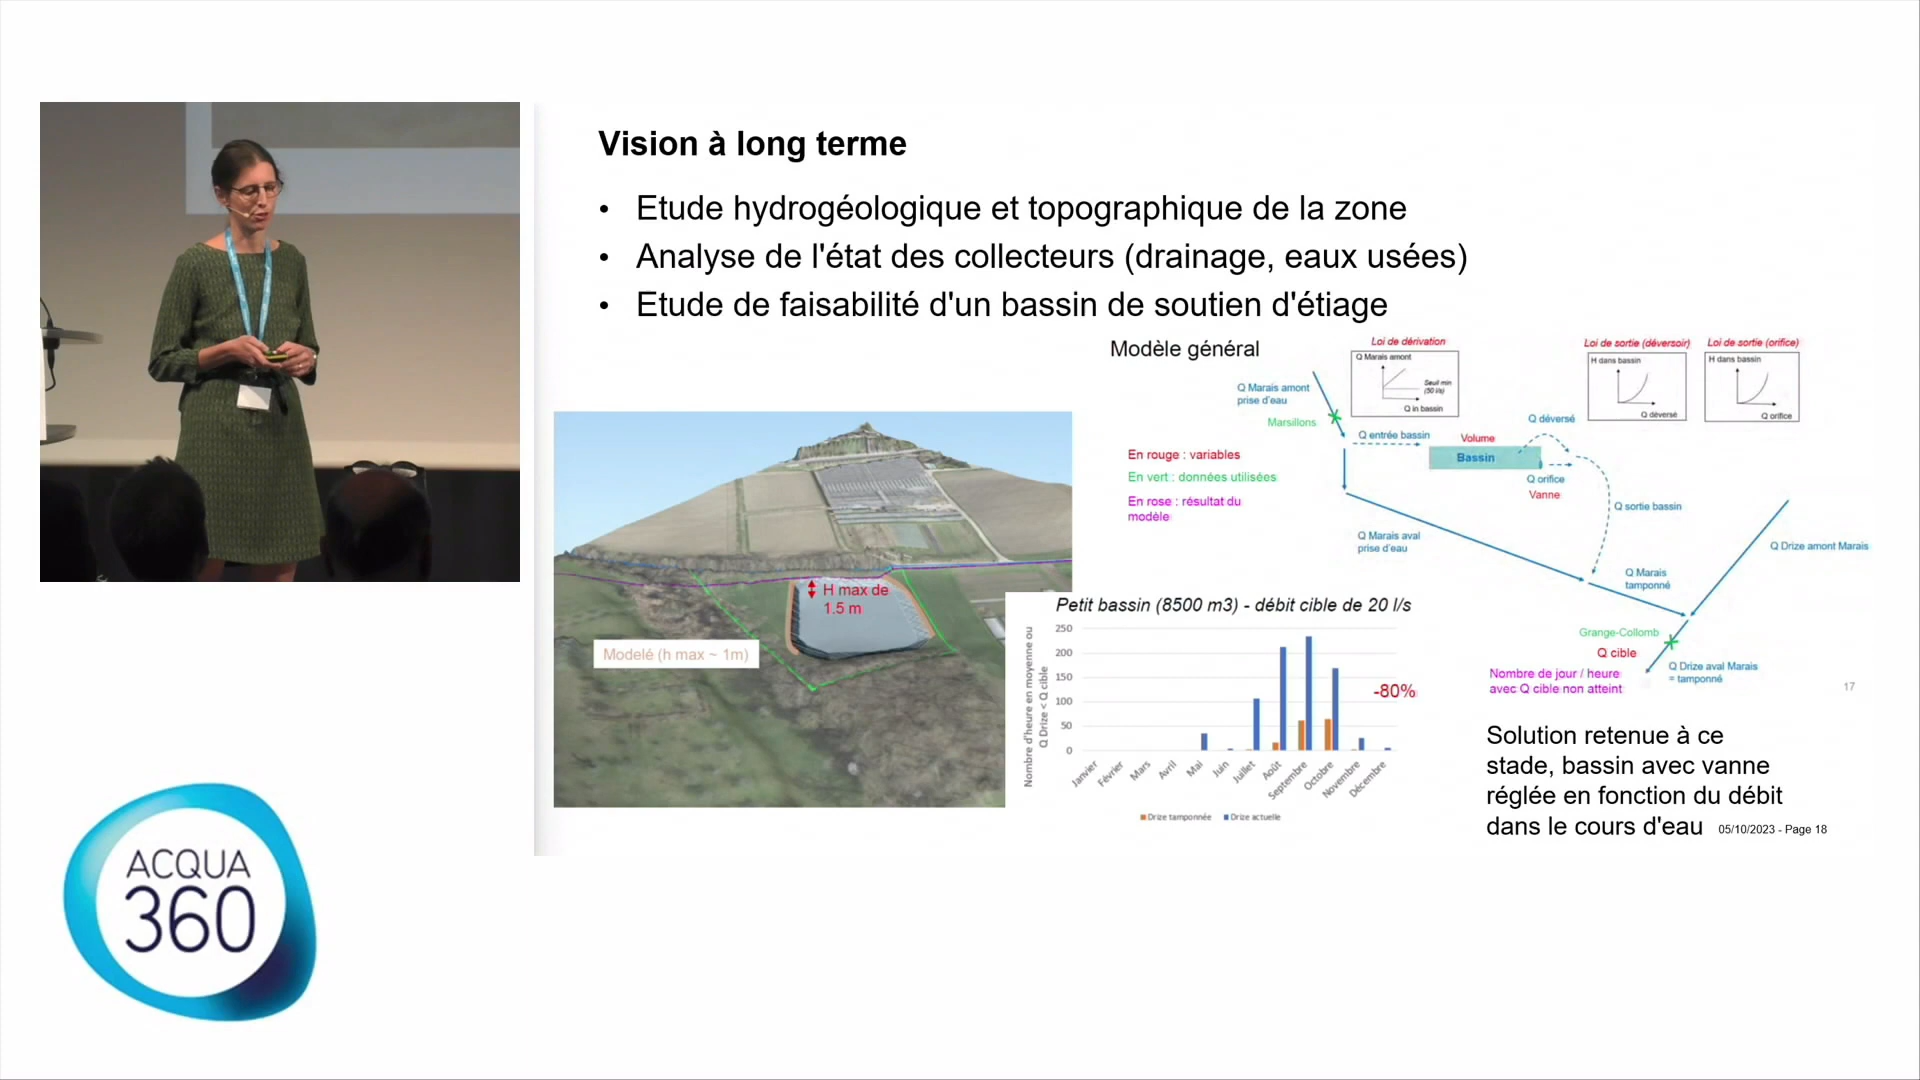 Vision à long terme
• Etude hydrogéologique et topographique de la zone
• Analyse de l'état des collecteurs (drainage, eaux usées)
• Etude de faisabilité d'un bassin de soutien d'étiage
Modèle général
Loi de dérivation
Q Marais amont
Seuil min
(50 l/s)
Q in bassin
Loi de sortie (déversoir)
H dans bassin
Q déversé
Loi de sortie (orifice)
H dans bassin
Q orifice
Q Marais amont
prise d'eau
Marsillons
Q entrée bassin
Volume
Bassin
Q déversé
Q orifice
Vanne
Q sortie bassin
En rouge : variables
En vert : données utilisées
En rose : résultat du
modèle
Q Marais aval
prise d'eau
Q Drize amont Marais
Q Marais
tamponné
Grange-Collomb
Q cible
Q Drize aval Marais
= tamponné
Nombre de jour / heure
avec Q cible non atteint
17
H max de
1.5 m
Modelé (h max ~ 1m)
Petit bassin (8500 m3) - débit cible de 20 l/s
Nombre d'heure en moyenne ou
Q Drize < Q cible
250
200
150
100
50
0
-80%
Janvier
Février
Mars
Avril
Mai
Juin
Juillet
Août
Septembre
Octobre
Novembre
Décembre
Drize tamponnée
Drize actuelle
Solution retenue à ce
stade, bassin avec vanne
réglée en fonction du débit
dans le cours d'eau
05/10/2023 - Page 18
ACQUA
360